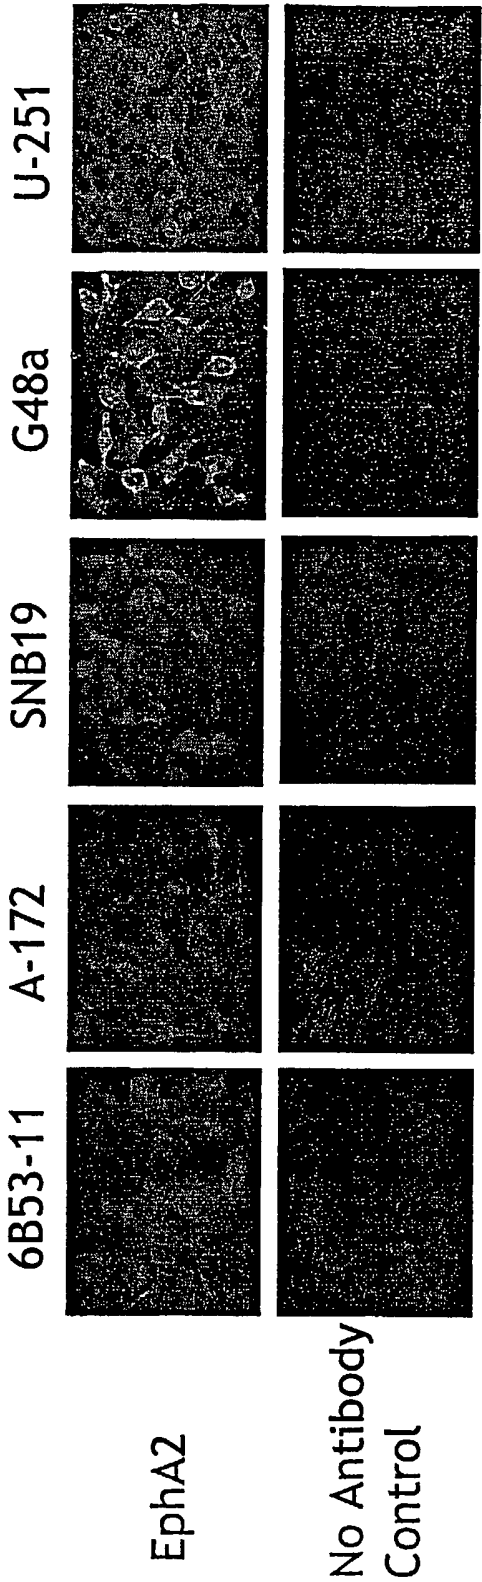 6B53-11
A-172
SNB19
G48a
U-251
EphA2
No Antibody
Control